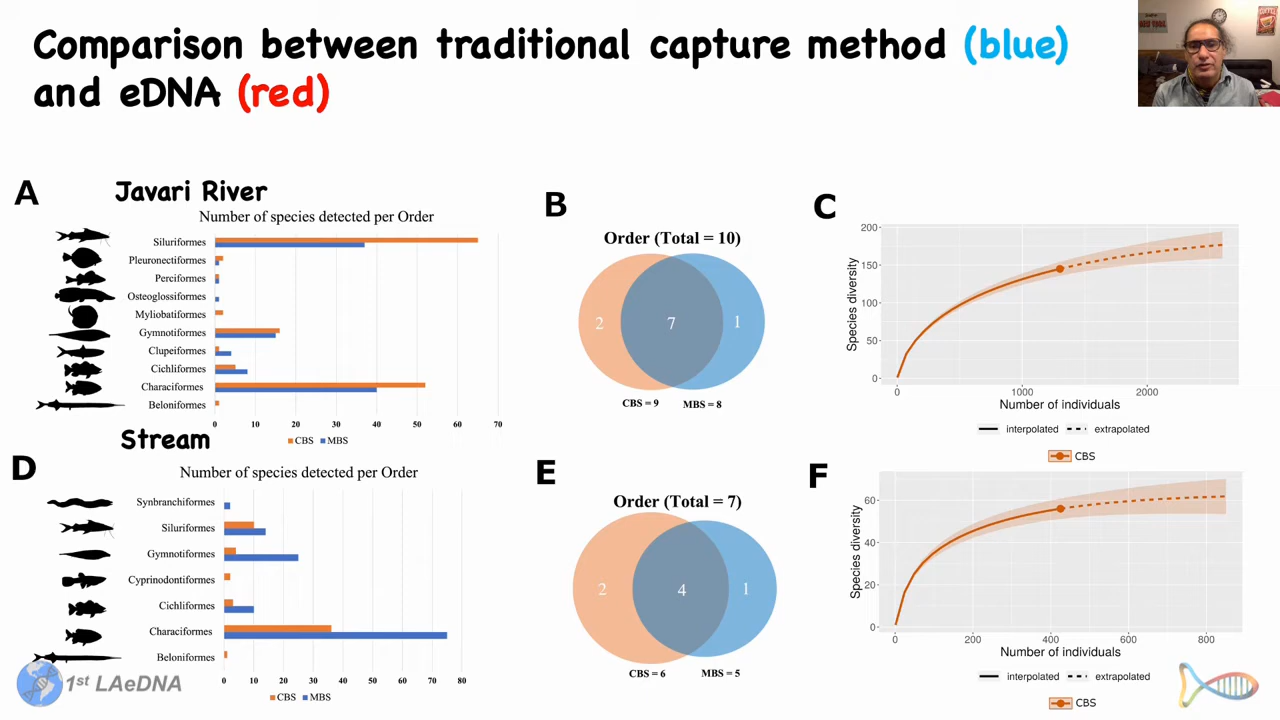 Comparison between traditional capture method (blue)
and eDNA (red)
A
Javari River
Number of species detected per Order
Siluriformes
Pleuronectiformes
Perciformes
Osteoglossiformes
Myliobatiformes
Gymnotiformes
Clupeiformes
Cichliformes
Characiformes
Beloniformes
0 10 20 30 40 50 60 70
CBS MBS
B
Order (Total = 10)
2 7 1
CBS = 9 MBS = 8
C
Species diversity
200
150
100
50
0
0 1000 2000
Number of individuals
interpolated extrapolated
CBS
Stream
D
Number of species detected per Order
Synbranchiformes
Siluriformes
Gymnotiformes
Cyprinodontiformes
Cichliformes
Characiformes
Beloniformes
0 10 20 30 40 50 60 70 80
CBS MBS
E
Order (Total = 7)
2 4 1
CBS = 6 MBS = 5
F
Species diversity
60
40
20
0
0 200 400 600 800
Number of individuals
interpolated extrapolated
CBS
1st LAeDNA